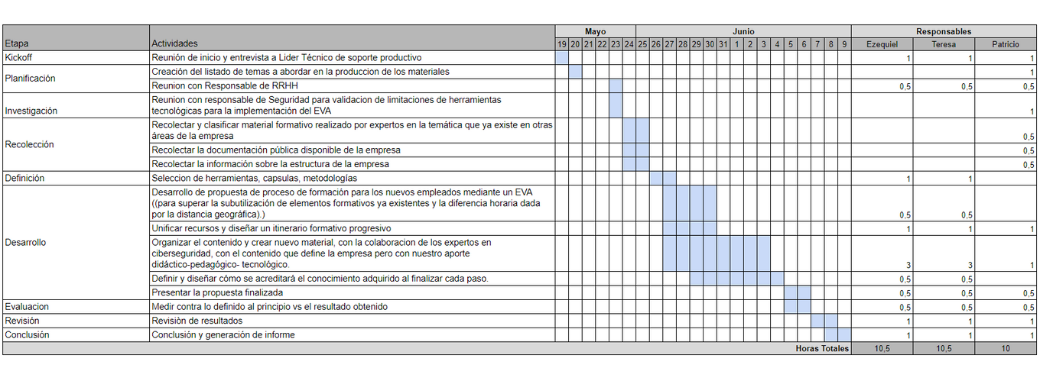 Mayo Junio Responsables
Etapa Actividades 19 20 21 22 23 24 25 26 27 28 29 30 31 1 2 3 4 5 6 7 8 9 Ezequiel Teresa Patricio
Kickoff Reunión de inicio y entrevista a Lider Técnico de soporte productivo 1 1 1
Planificación Creación del listado de temas a abordar en la produccion de los materiales 1
Reunion con Responsable de RRHH 0,5 0,5 0,5
Investigación Reunion con responsable de Seguridad para validacion de limitaciones de herramientas
tecnológicas para la implementación del EVA 1
Recolección Recolectar y clasificar material formativo realizado por expertos en la temática que ya existe en otras
áreas de la empresa 0,5
Recolectar la documentación pública disponible de la empresa 0,5
Recolectar la información sobre la estructura de la empresa 0,5
Definición Seleccion de herramientas, capsulas, metodologías 1 1
Desarrollo Desarrollo de propuesta de proceso de formación para los nuevos empleados mediante un EVA
((para superar la subutilización de elementos formativos ya existentes y la diferencia horaria dada
por la distancia geográfica).) 0,5 0,5
Unificar recursos y diseñar un itinerario formativo progresivo 1 1 1
Organizar el contenido y crear nuevo material, con la colaboracion de los expertos en
ciberseguridad, con el contenido que define la empresa pero con nuestro aporte
didáctico-pedagógico- tecnológico. 3 3 1
Definir y diseñar cómo se acreditará el conocimiento adquirido al finalizar cada paso. 0,5 0,5
Presentar la propuesta finalizada 0,5 0,5 0,5
Evaluacion Medir contra lo definido al principio vs el resultado obtenido 0,5 0,5 0,5
Revisión Revisión de resultados 1 1 1
Conclusión Conclusión y generación de informe 1 1 1
Horas Totales 10,5 10,5 10